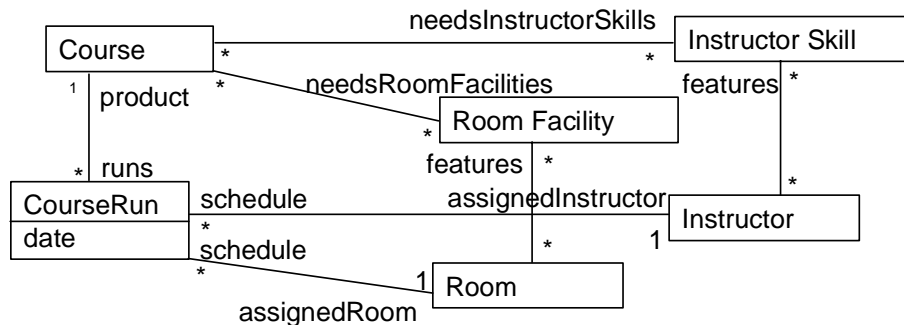 needsInstructorSkills
Course
*
*
Instructor Skill
1
product
*
needsRoomFacilities
features
*
*
Room Facility
* runs
features
*
CourseRun
schedule
assignedInstructor
*
Instructor
date
*
schedule
1
*
*
1
Room
assignedRoom